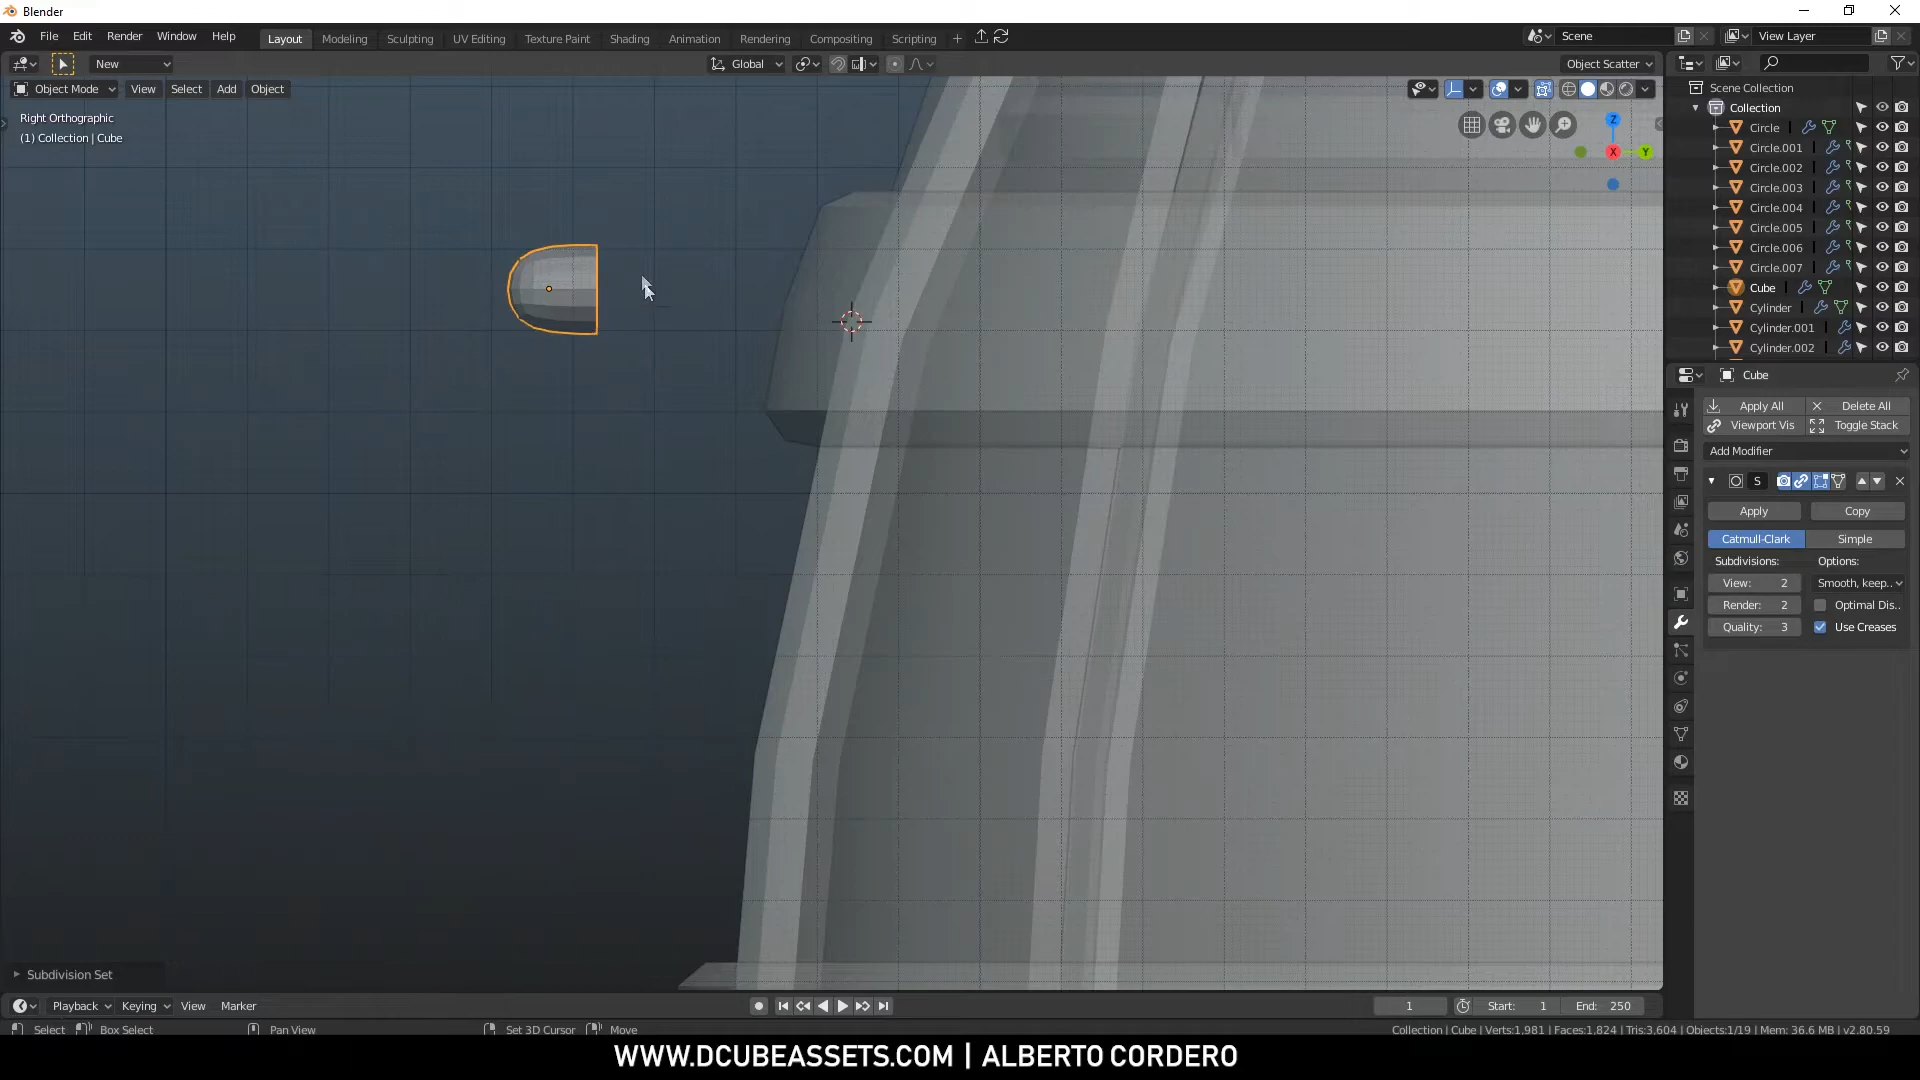 Blender
File Edit Render Window Help Layout Modeling Sculpting UV Editing Texture Paint Shading Animation Rendering Compositing Scripting + Scene View Layer
New Global Object Scatter
Object Mode View Select Add Object
Right Orthographic
(1) Collection | Cube
Z
X
Y
Scene Collection
Collection
Circle
Circle.001
Circle.002
Circle.003
Circle.004
Circle.005
Circle.006
Circle.007
Cube
Cylinder
Cylinder.001
Cylinder.002
Cube
Apply All Delete All
Viewport Vis Toggle Stack
Add Modifier
S
Apply Copy
Catmull-Clark Simple
Subdivisions: Options:
View: 2 Smooth, keep..
Render: 2 Optimal Dis..
Quality: 3 Use Creases
Subdivision Set
Playback Keying View Marker 1 Start: 1 End: 250
Select Box Select Pan View Set 3D Cursor Move Collection | Cube | Verts:1,981 | Faces:1,824 | Tris:3,604 | Objects:1/19 | Mem: 36.6 MB | v2.80.59
WWW.DCUBEASSETS.COM | ALBERTO CORDERO